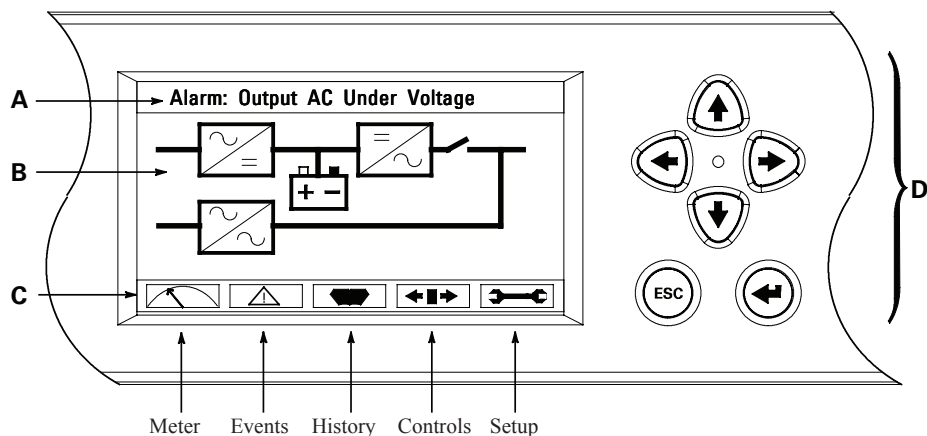 A
Alarm: Output AC Under Voltage
B
D
C
ESC
Meter Events History Controls Setup